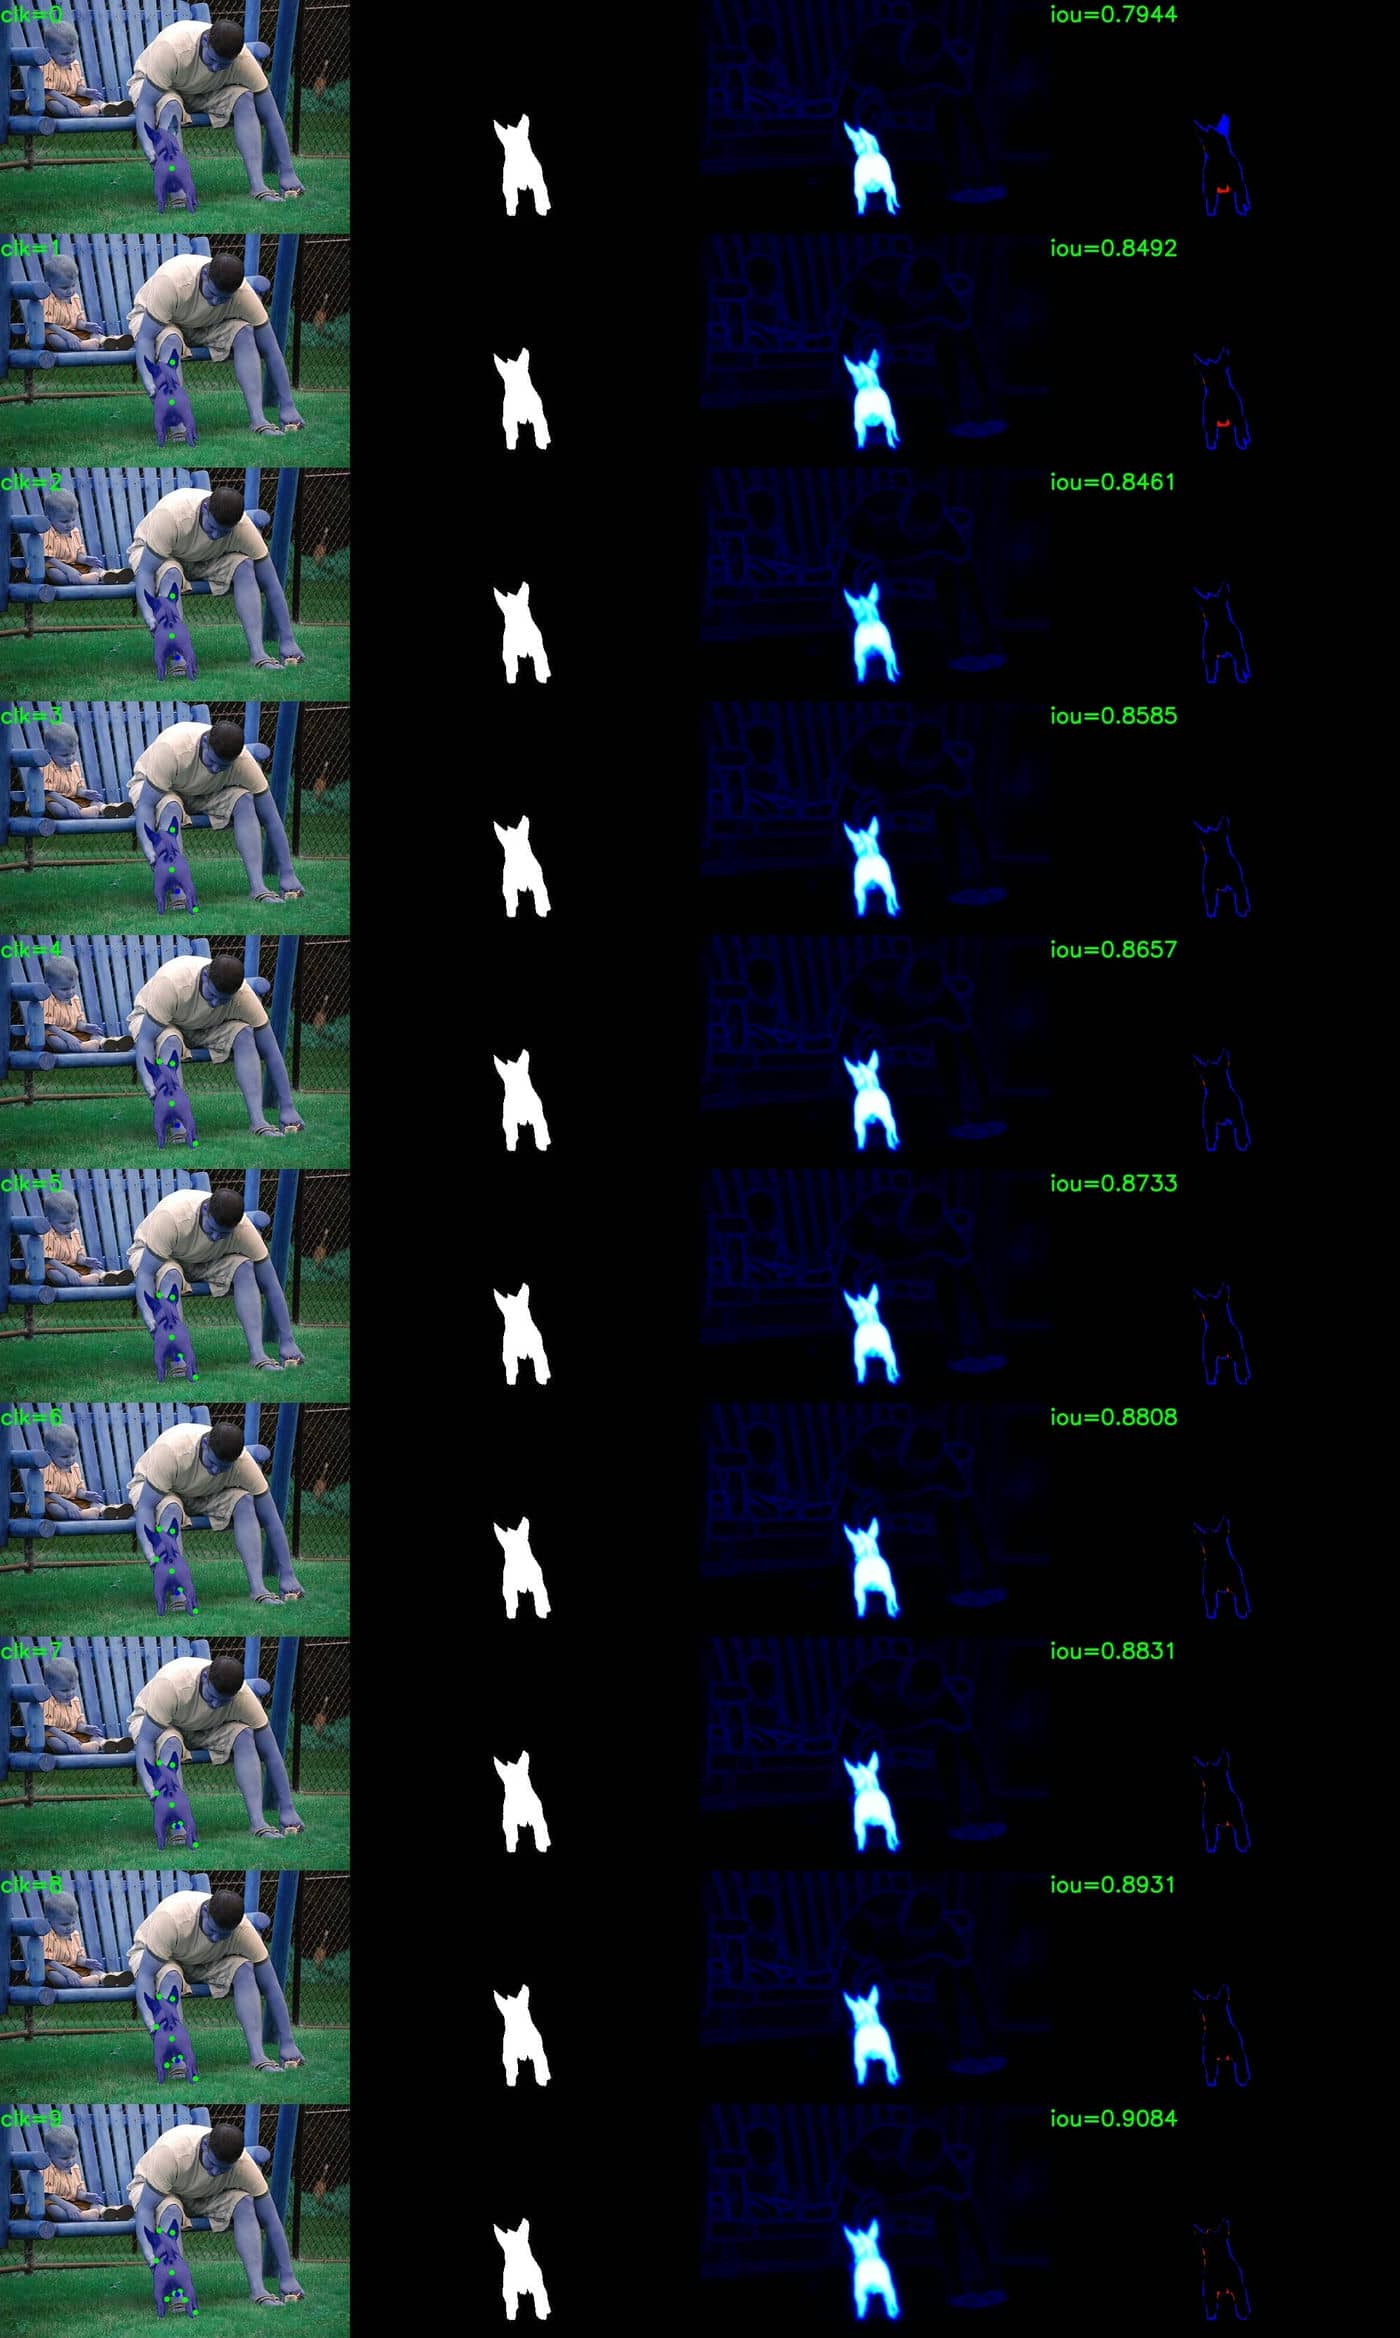 clk=0 iou=0.7944
clk=1 iou=0.8492
clk=2 iou=0.8461
clk=3 iou=0.8585
clk=4 iou=0.8657
clk=5 iou=0.8733
clk=6 iou=0.8808
clk=7 iou=0.8831
clk=8 iou=0.8931
clk=9 iou=0.9084